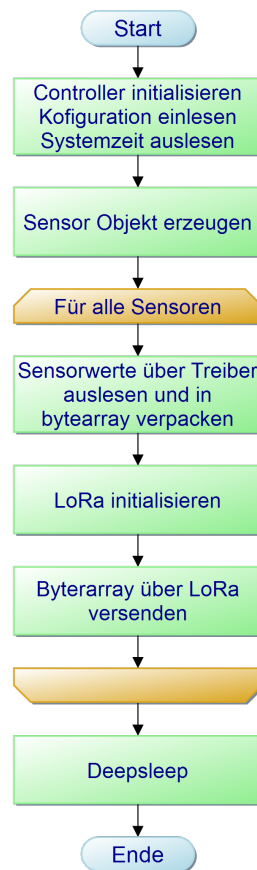 Start
Controller initialisieren
Kofiguration einlesen
Systemzeit auslesen
Sensor Objekt erzeugen
Für alle Sensoren
Sensorwerte über Treiber
auslesen und in
bytearray verpacken
LoRa initialisieren
Byterarray über LoRa
versenden
Deepsleep
Ende